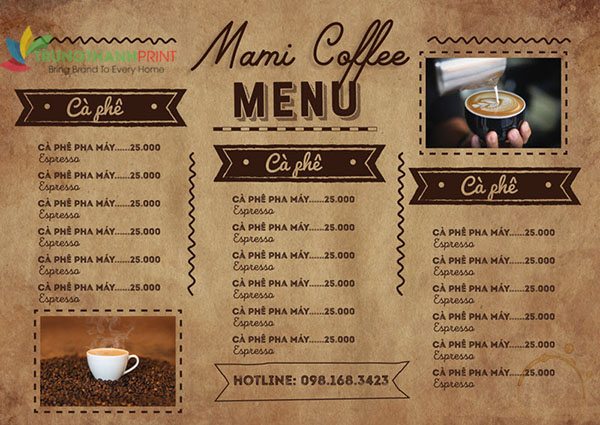 TRUNGTHANHPRINT
Bring Brand To Every Home
Mami Coffee
MENU
Cà phê
CÀ PHÊ PHA MÁY......25.000
Espresso
CÀ PHÊ PHA MÁY......25.000
Espresso
CÀ PHÊ PHA MÁY......25.000
Espresso
CÀ PHÊ PHA MÁY......25.000
Espresso
CÀ PHÊ PHA MÁY......25.000
Espresso
CÀ PHÊ PHA MÁY......25.000
Espresso
Cà phê
CÀ PHÊ PHA MÁY......25.000
Espresso
CÀ PHÊ PHA MÁY......25.000
Espresso
CÀ PHÊ PHA MÁY......25.000
Espresso
CÀ PHÊ PHA MÁY......25.000
Espresso
CÀ PHÊ PHA MÁY......25.000
Espresso
CÀ PHÊ PHA MÁY......25.000
Espresso
HOTLINE: 098.168.3423
Cà phê
CÀ PHÊ PHA MÁY......25.000
Espresso
CÀ PHÊ PHA MÁY......25.000
Espresso
CÀ PHÊ PHA MÁY......25.000
Espresso
CÀ PHÊ PHA MÁY......25.000
Espresso
CÀ PHÊ PHA MÁY......25.000
Espresso
CÀ PHÊ PHA MÁY......25.000
Espresso